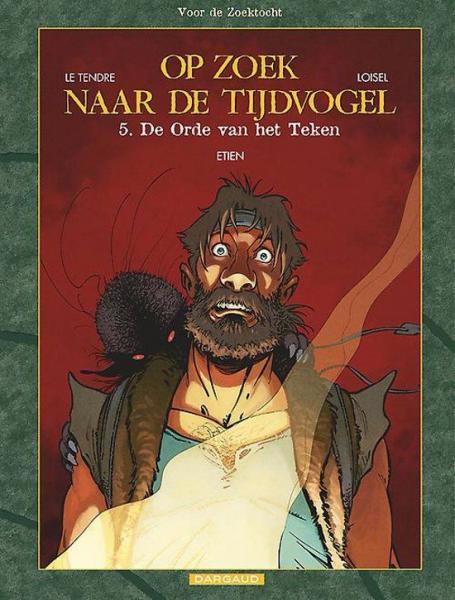 Voor de Zoektocht
LE TENDRE
LOISEL
OP ZOEK
NAAR DE TIJDVOGEL
5. De Orde van het Teken
ETIEN
DARGAUD